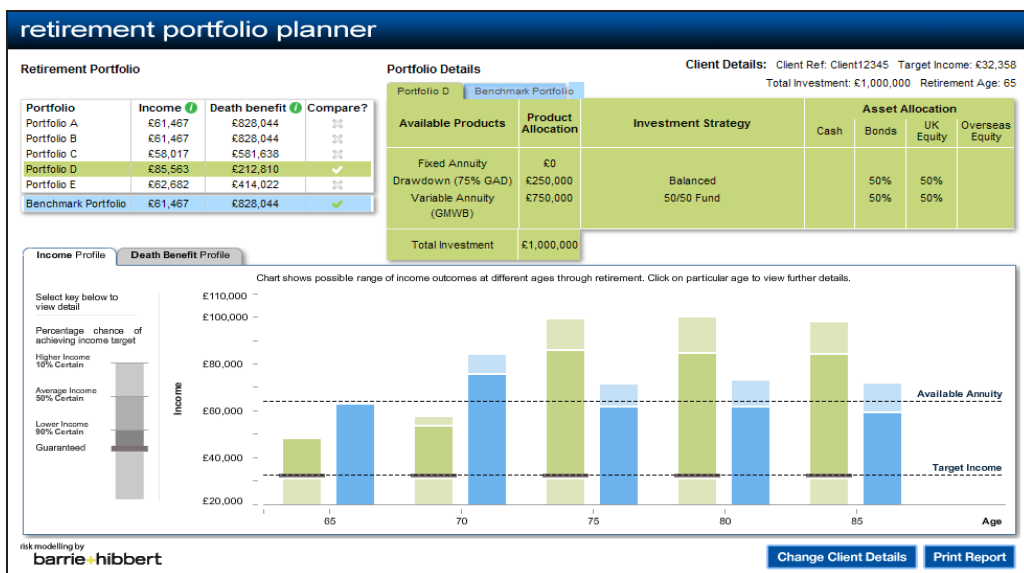 retirement portfolio planner
Retirement Portfolio
Portfolio Income i Death benefit i Compare?
Portfolio A £61,467 £828,044
Portfolio B £61,467 £828,044
Portfolio C £58,017 £581,638
Portfolio D £85,563 £212,810
Portfolio E £62,682 £414,022
Benchmark Portfolio £61,467 £828,044
Portfolio Details
Client Details: Client Ref: Client12345 Target Income: £32,358
Total Investment: £1,000,000 Retirement Age: 65
Portfolio D Benchmark Portfolio
Available Products Product Allocation Investment Strategy Asset Allocation
Cash Bonds UK Equity Overseas Equity
Fixed Annuity £0
Drawdown (75% GAD) £250,000 Balanced 50% 50%
Variable Annuity £750,000 50/50 Fund 50% 50%
(GMWB)
Total Investment £1,000,000
Income Profile Death Benefit Profile
Chart shows possible range of income outcomes at different ages through retirement. Click on particular age to view further details.
Select key below to
view detail
Percentage chance of
achieving income target
Higher Income
10% Certain
Average Income
50% Certain
Lower Income
90% Certain
Guaranteed
Income
£110,000
£100,000
£80,000
£60,000
£40,000
£20,000
Available Annuity
Target Income
65 70 75 80 85 Age
risk modelling by
barrie+hibbert
Change Client Details Print Report